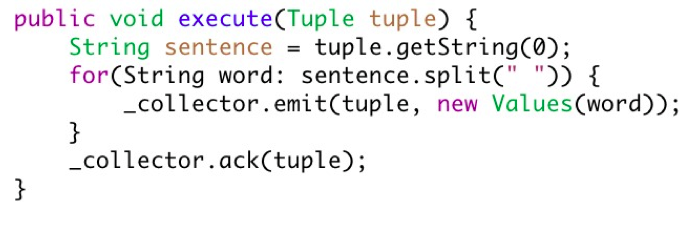 public void execute(Tuple tuple) {
    String sentence = tuple.getString(0);
    for(String word: sentence.split(" ")) {
        _collector.emit(tuple, new Values(word));
    }
    _collector.ack(tuple);
}